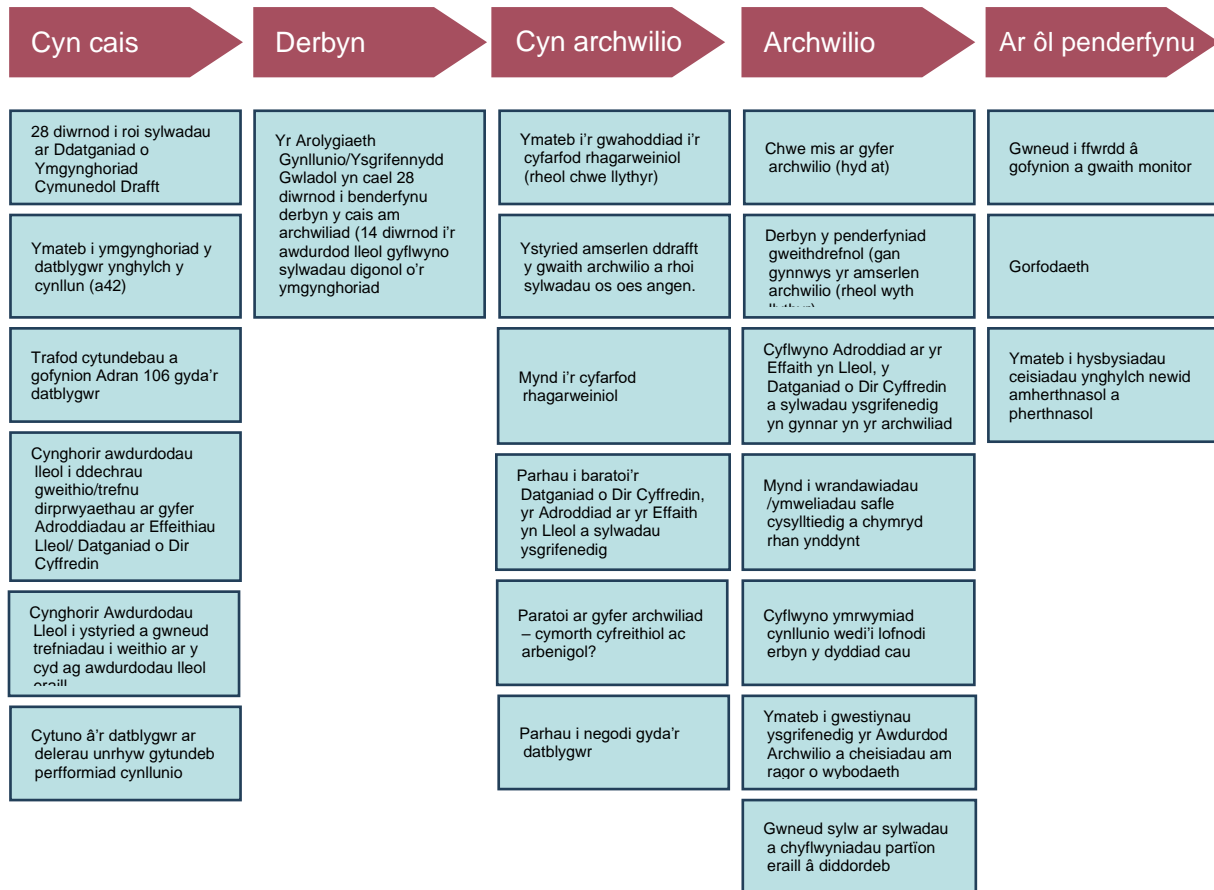 Cyn cais
Derbyn
Cyn archwilio
Archwilio
Ar ôl penderfynu
28 diwrnod i roi sylwadau
ar Ddatganiad o
Ymgynghoriad
Cymunedol Drafft
Ymateb i ymgynghoriad y
datblygwr ynghylch y
cynllun (a42)
Trafod cytundebau a
gofynion Adran 106 gyda'r
datblygwr
Cynghorir awdurdodau
lleol i ddechrau
gweithio/trefnu
dirprwyaethau ar gyfer
Adroddiadau ar Effeithiau
Lleol/ Datganiad o Dir
Cyffredin
Cynghorir Awdurdodau
Lleol i ystyried a gwneud
trefniadau i weithio ar y
cyd ag awdurdodau lleol
eraill
Cytuno â'r datblygwr ar
delerau unrhyw gytundeb
perfformiad cynllunio
Yr Arolygiaeth
Gynllunio/Ysgrifennydd
Gwladol yn cael 28
diwrnod i benderfynu
derbyn y cais am
archwiliad (14 diwrnod i'r
awdurdod lleol gyflwyno
sylwadau digonol o'r
ymgynghoriad
Ymateb i'r gwahoddiad i'r
cyfarfod rhagarweiniol
(rheol chwe llythyr)
Ystyried amserlen ddrafft
y gwaith archwilio a rhoi
sylwadau os oes angen.
Mynd i'r cyfarfod
rhagarweiniol
Parhau i baratoi'r
Datganiad o Dir Cyffredin,
yr Adroddiad ar yr Effaith
yn Lleol a sylwadau
ysgrifenedig
Paratoi ar gyfer archwiliad
– cymorth cyfreithiol ac
arbenigol?
Parhau i negodi gyda'r
datblygwr
Chwe mis ar gyfer
archwilio (hyd at)
Derbyn y penderfyniad
gweithdrefnol (gan
gynnwys yr amserlen
archwilio (rheol wyth
llythyr)
Cyflwyno Adroddiad ar yr
Effaith yn Lleol, y
Datganiad o Dir Cyffredin
a sylwadau ysgrifenedig
yn gynnar yn yr archwiliad
Mynd i wrandawiadau
/ymweliadau safle
cysylltiedig a chymryd
rhan ynddynt
Cyflwyno ymrwymiad
cynllunio wedi'i lofnodi
erbyn y dyddiad cau
Ymateb i gwestiynau
ysgrifenedig yr Awdurdod
Archwilio a cheisiadau am
ragor o wybodaeth
Gwneud sylw ar sylwadau
a chyflwyniadau partïon
eraill â diddordeb
Gwneud i ffwrdd â
gofynion a gwaith monitor
Gorfodaeth
Ymateb i hysbysiadau
ceisiadau ynghylch newid
amherthnasol a
pherthnasol